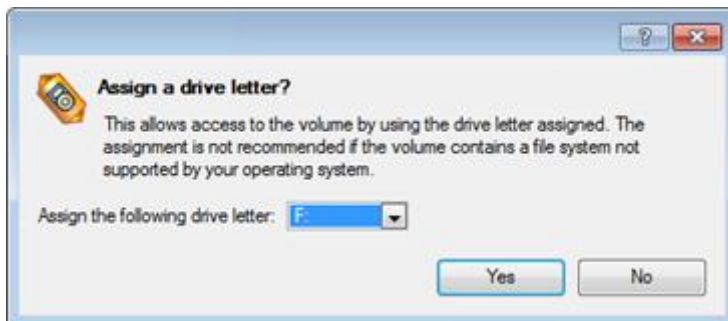 Assign a drive letter?
This allows access to the volume by using the drive letter assigned. The
assignment is not recommended if the volume contains a file system not
supported by your operating system.
Assign the following drive letter: F:
Yes No